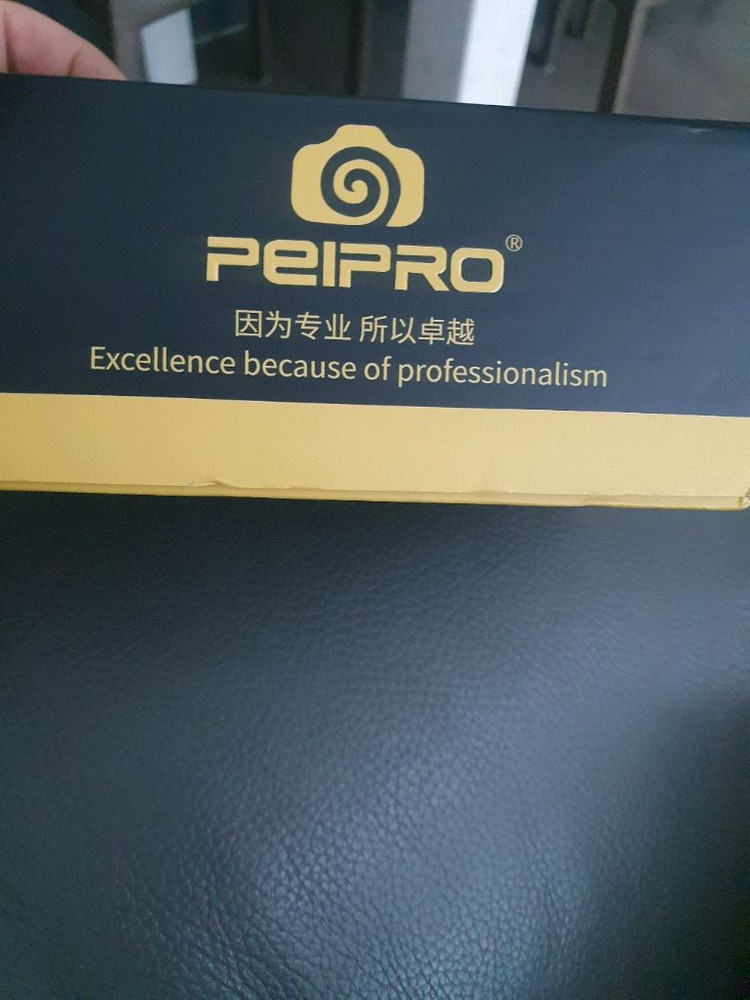 PEIPRO®
因为专业 所以卓越
Excellence because of professionalism